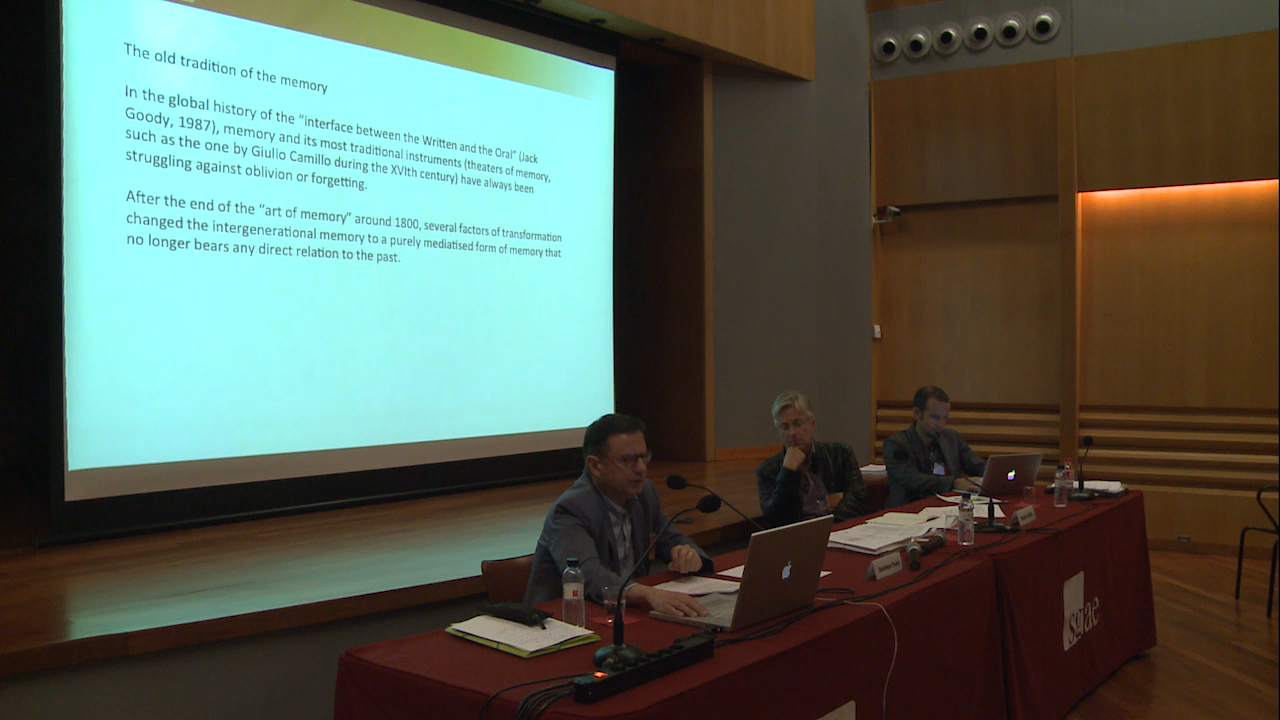 The old tradition of the memory
In the global history of the “interface between the Written and the Oral” (Jack
Goody, 1987), memory and its most traditional instruments (theaters of memory,
such as the one by Giulio Camillo during the XVIth century) have always been
struggling against oblivion or forgetting.
After the end of the “art of memory” around 1800, several factors of transformation
changed the intergenerational memory to a purely mediatised form of memory that
no longer bears any direct relation to the past.
sgae